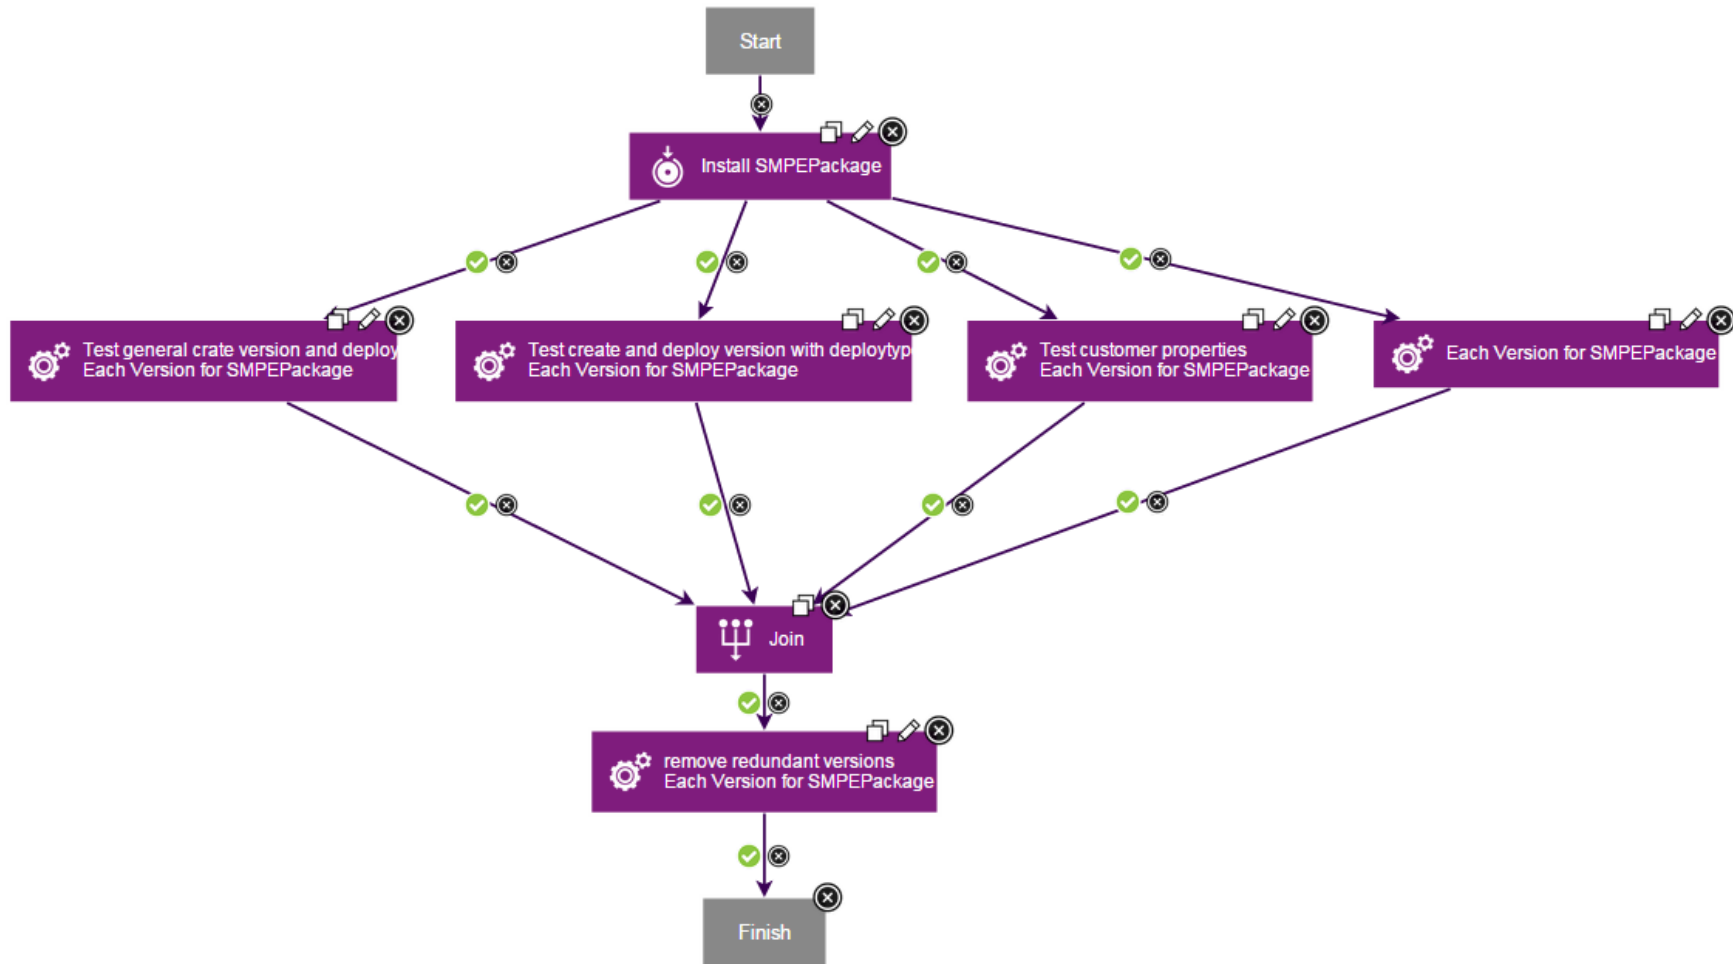 Start
Install SMPEPackage
Test general crate version and deploy
Each Version for SMPEPackage
Test create and deploy version with deploytyp
Each Version for SMPEPackage
Test customer properties
Each Version for SMPEPackage
Each Version for SMPEPackage
Join
remove redundant versions
Each Version for SMPEPackage
Finish